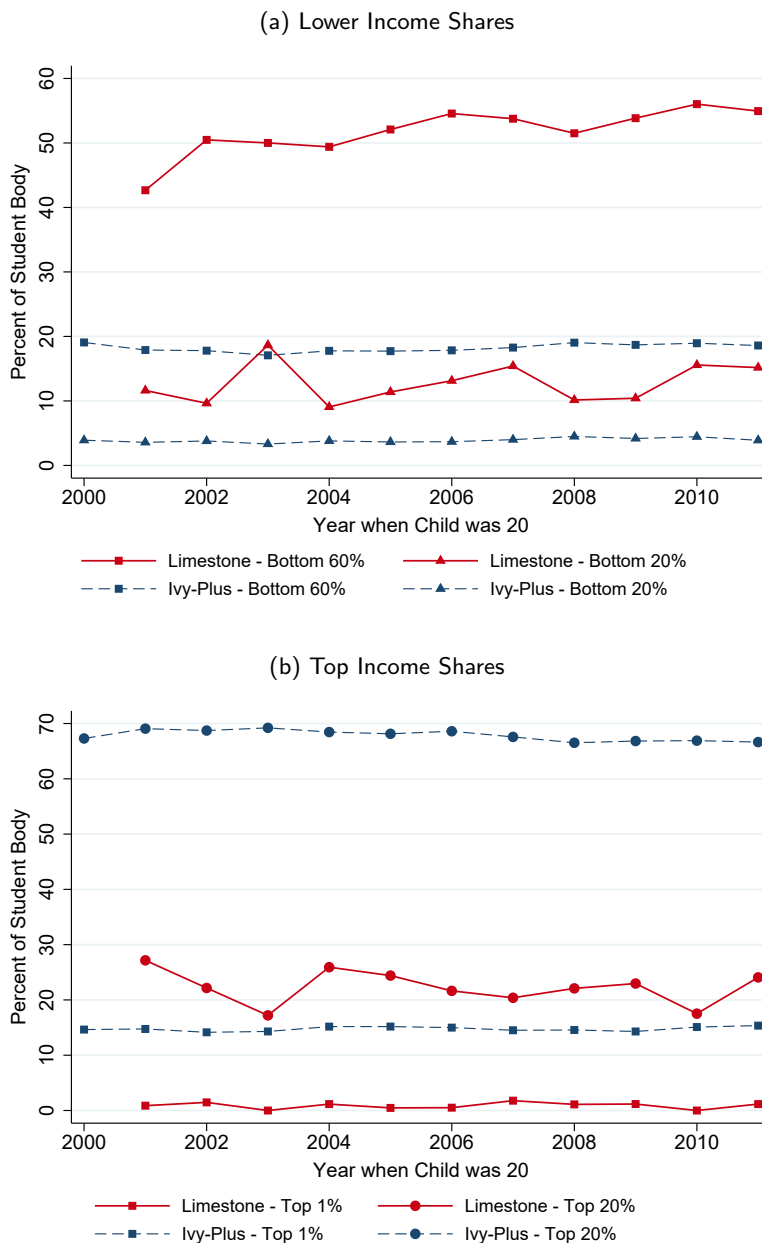 (a) Lower Income Shares
60
50
40
30
20
10
0
Percent of Student Body
2000 2002 2004 2006 2008 2010
Year when Child was 20
Limestone - Bottom 60% Limestone - Bottom 20%
Ivy-Plus - Bottom 60% Ivy-Plus - Bottom 20%
(b) Top Income Shares
70
60
50
40
30
20
10
0
Percent of Student Body
2000 2002 2004 2006 2008 2010
Year when Child was 20
Limestone - Top 1% Limestone - Top 20%
Ivy-Plus - Top 1% Ivy-Plus - Top 20%